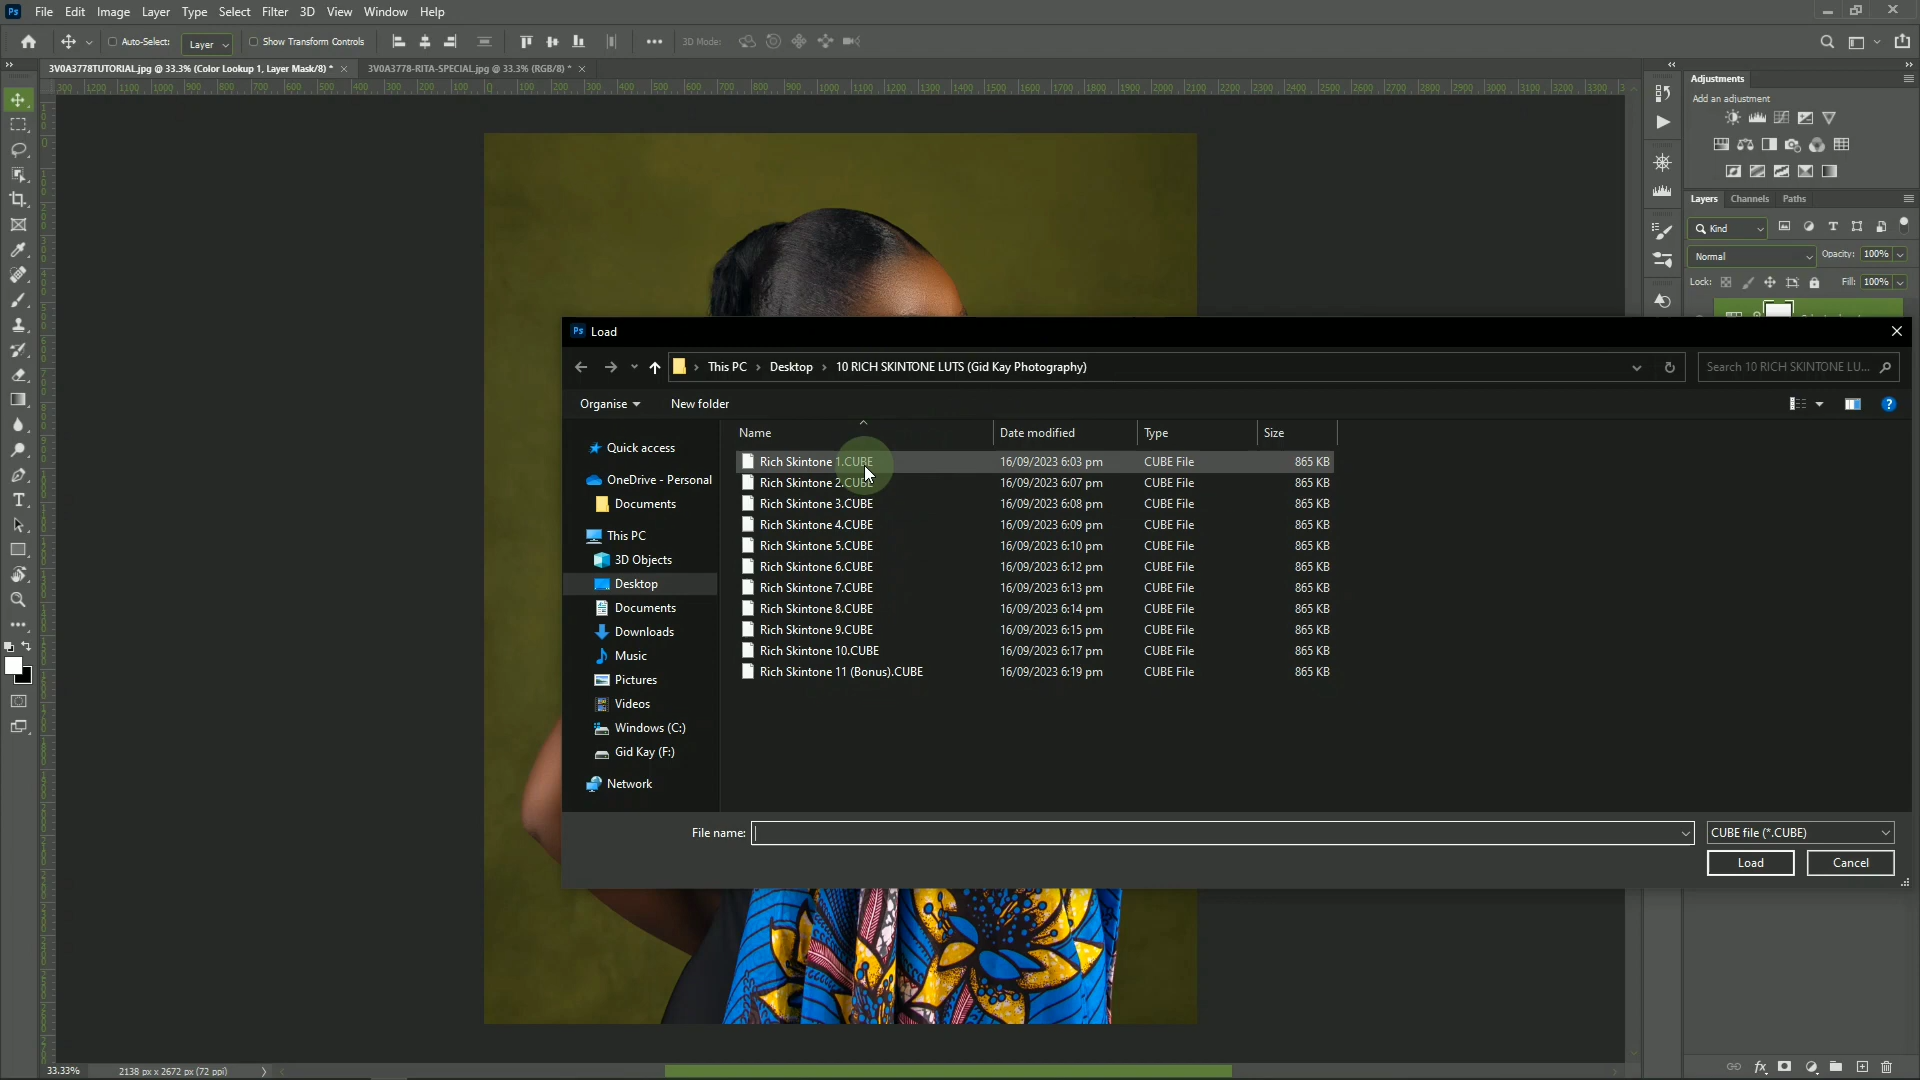 Ps File Edit Image Layer Type Select Filter 3D View Window Help
Auto-Select: Layer Show Transform Controls 3D Mode:
3V0A3778TUTORIAL.jpg @ 33.3% (Color Lookup 1, Layer Mask/8) * × 3V0A3778-RITA-SPECIAL.jpg @ 33.3% (RGB/8) * ×
Adjustments
Add an adjustment
Layers Channels Paths
Kind
Normal Opacity: 100%
Lock: Fill: 100%
Ps Load
This PC › Desktop › 10 RICH SKINTONE LUTS (Gid Kay Photography)
Search 10 RICH SKINTONE LU...
Organise New folder
Name Date modified Type Size
Rich Skintone 1.CUBE 16/09/2023 6:03 pm CUBE File 865 KB
Rich Skintone 2.CUBE 16/09/2023 6:07 pm CUBE File 865 KB
Rich Skintone 3.CUBE 16/09/2023 6:08 pm CUBE File 865 KB
Rich Skintone 4.CUBE 16/09/2023 6:09 pm CUBE File 865 KB
Rich Skintone 5.CUBE 16/09/2023 6:10 pm CUBE File 865 KB
Rich Skintone 6.CUBE 16/09/2023 6:12 pm CUBE File 865 KB
Rich Skintone 7.CUBE 16/09/2023 6:13 pm CUBE File 865 KB
Rich Skintone 8.CUBE 16/09/2023 6:14 pm CUBE File 865 KB
Rich Skintone 9.CUBE 16/09/2023 6:15 pm CUBE File 865 KB
Rich Skintone 10.CUBE 16/09/2023 6:17 pm CUBE File 865 KB
Rich Skintone 11 (Bonus).CUBE 16/09/2023 6:19 pm CUBE File 865 KB
Quick access
OneDrive - Personal
Documents
This PC
3D Objects
Desktop
Documents
Downloads
Music
Pictures
Videos
Windows (C:)
Gid Kay (F:)
Network
File name: CUBE file (*.CUBE)
Load Cancel
33.33% 2138 px x 2672 px (72 ppi)